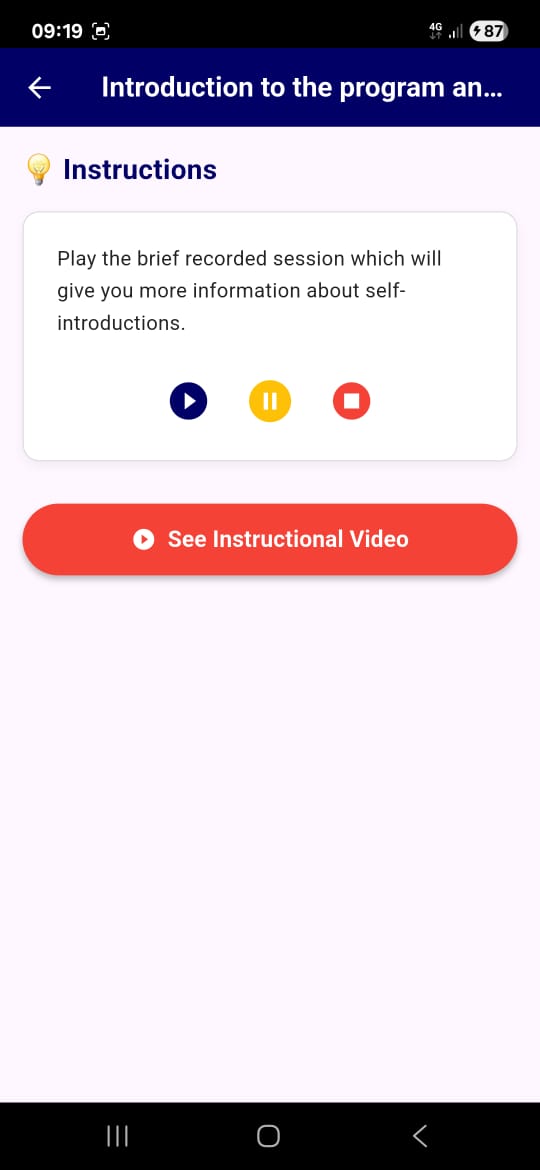 09:19 4G 87
Introduction to the program an...
Instructions
Play the brief recorded session which will
give you more information about self-
introductions.
See Instructional Video